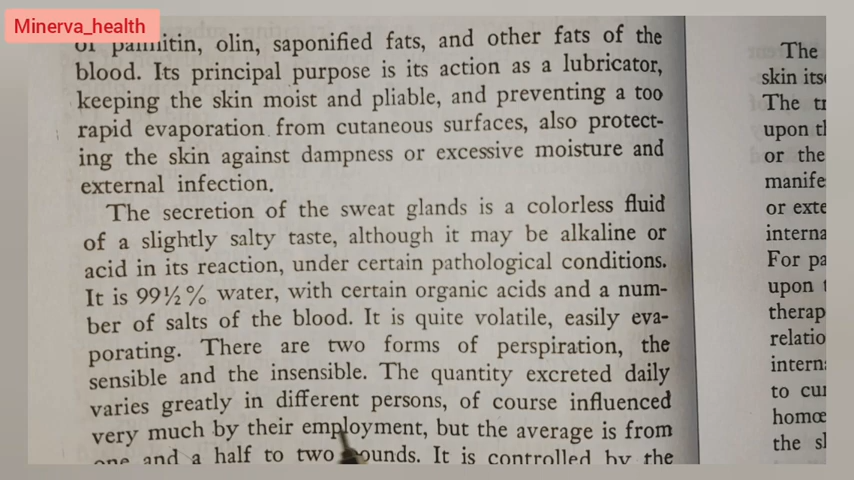 Minerva_health
of palmitin, olin, saponified fats, and other fats of the
blood. Its principal purpose is its action as a lubricator,
keeping the skin moist and pliable, and preventing a too
rapid evaporation from cutaneous surfaces, also protect-
ing the skin against dampness or excessive moisture and
external infection.
The secretion of the sweat glands is a colorless fluid
of a slightly salty taste, although it may be alkaline or
acid in its reaction, under certain pathological conditions.
It is 99½% water, with certain organic acids and a num-
ber of salts of the blood. It is quite volatile, easily eva-
porating. There are two forms of perspiration, the
sensible and the insensible. The quantity excreted daily
varies greatly in different persons, of course influenced
very much by their employment, but the average is from
one and a half to two pounds. It is controlled by the
The
skin its
The tr
upon th
or the
manife
or exte
interna
For pa
upon
therap
relatio
intern
to cur
homœ
the sl